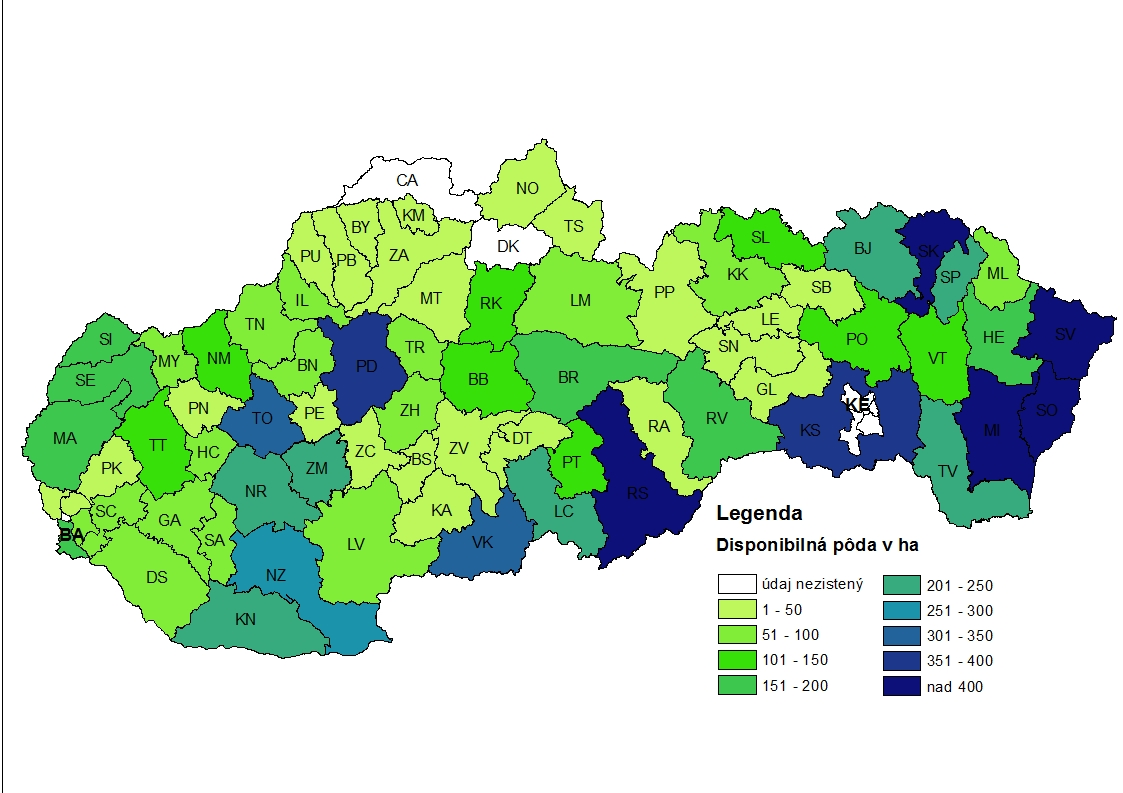 CA
NO
KM
BY
TS
DK
PU
PB
ZA
SL
BJ
SK
SP
ML
KK
SB
PP
IL
MT
RK
LM
TN
LE
SI
MY
NM
BN
PD
TR
SN
PO
VT
HE
SV
SE
BB
BR
GL
PN
TO
PE
ZH
MA
TT
HC
ZC
BS
ZV
DT
RA
RV
KS
KE
MI
SO
PK
NR
ZM
PT
TV
RS
SC
GA
KA
LC
BA
SA
LV
VK
DS
NZ
KN
Legenda
Disponibilná pôda v ha
údaj nezistený
1 - 50
51 - 100
101 - 150
151 - 200
201 - 250
251 - 300
301 - 350
351 - 400
nad 400